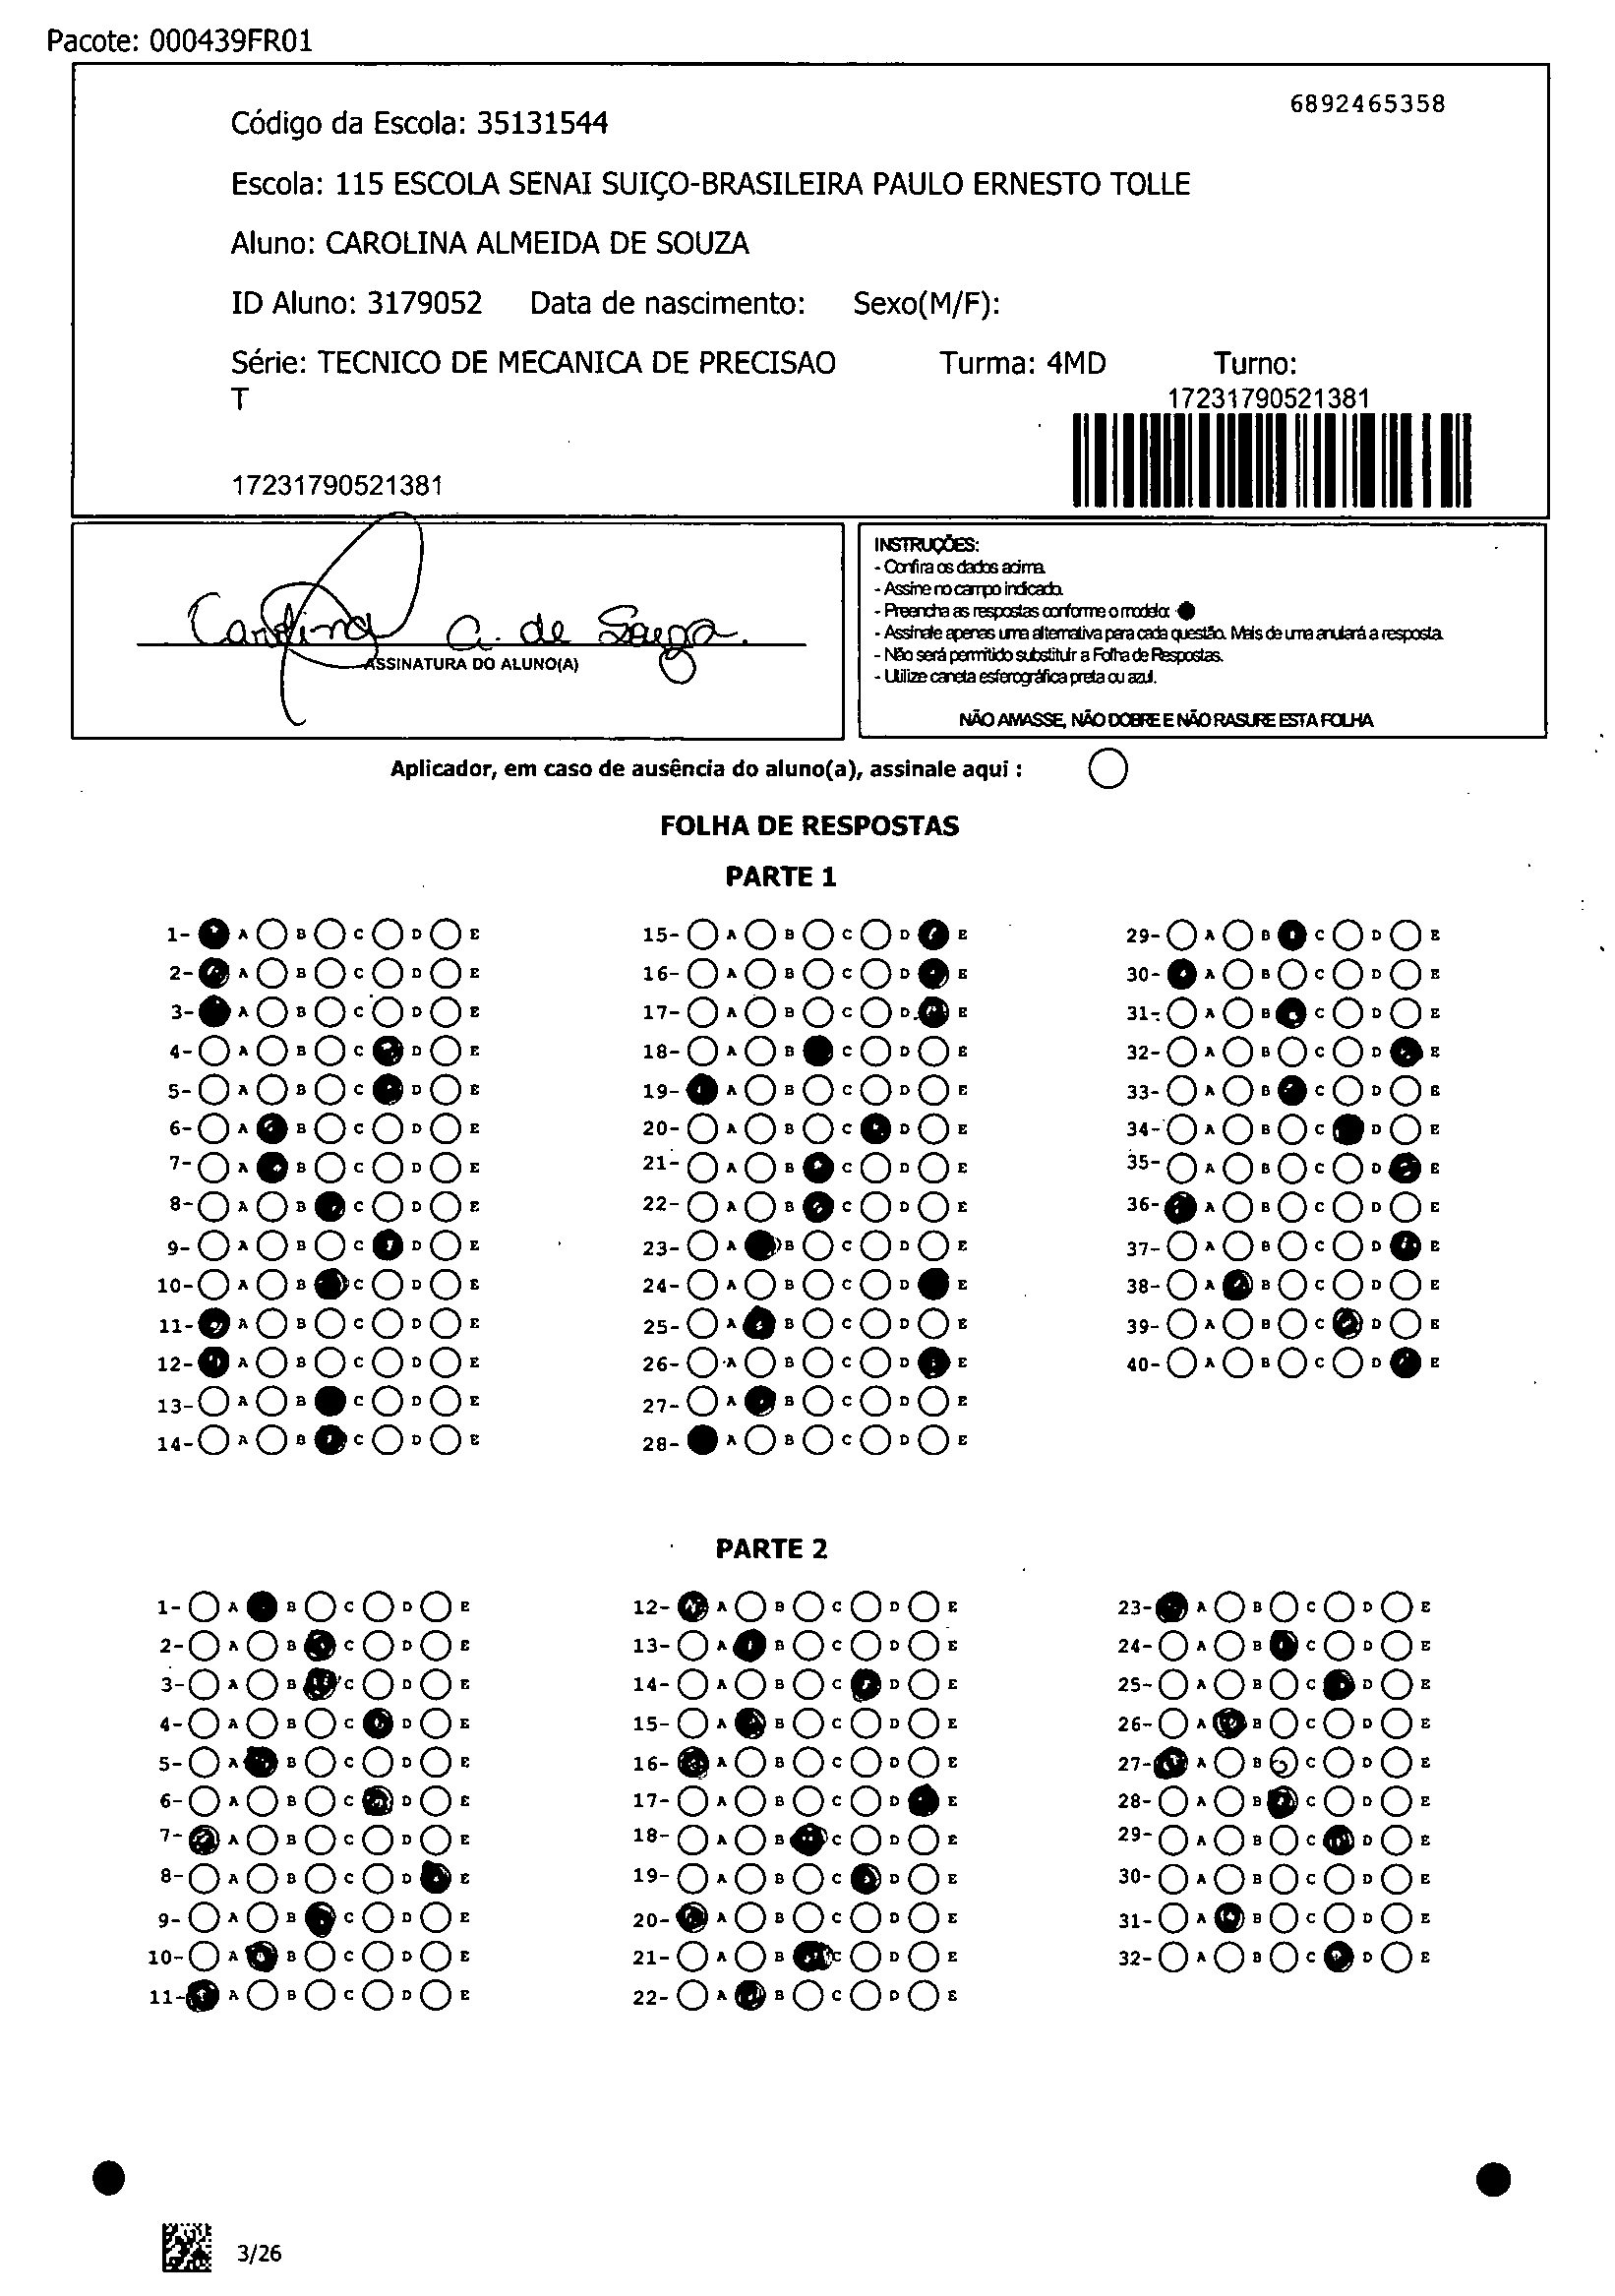 Pacote: 000439FR01
6892465358
Código da Escola: 35131544
Escola: 115 ESCOLA SENAI SUIÇO-BRASILEIRA PAULO ERNESTO TOLLE
Aluno: CAROLINA ALMEIDA DE SOUZA
ID Aluno: 3179052 Data de nascimento: Sexo(M/F):
Série: TECNICO DE MECANICA DE PRECISAO Turma: 4MD Turno:
T
17231790521381
17231790521381
Carolina A. de Souza.
ASSINATURA DO ALUNO(A)
INSTRUÇÕES:
- Confira os dados acima.
- Assine no campo indicado.
- Preencha as respostas conforme o modelo:
- Assinale apenas uma alternativa para cada questão. Mais de uma anulará a resposta.
- Não será permitido substituir a Folha de Respostas.
- Utilize caneta esferográfica preta ou azul.
NÃO AMASSE, NÃO DOBRE E NÃO RASURE ESTA FOLHA
Aplicador, em caso de ausência do aluno(a), assinale aqui :
FOLHA DE RESPOSTAS
PARTE 1
1- A B C D E 15- A B C D E 29- A B C D E
2- A B C D E 16- A B C D E 30- A B C D E
3- A B C D E 17- A B C D E 31- A B C D E
4- A B C D E 18- A B C D E 32- A B C D E
5- A B C D E 19- A B C D E 33- A B C D E
6- A B C D E 20- A B C D E 34- A B C D E
7- A B C D E 21- A B C D E 35- A B C D E
8- A B C D E 22- A B C D E 36- A B C D E
9- A B C D E 23- A B C D E 37- A B C D E
10- A B C D E 24- A B C D E 38- A B C D E
11- A B C D E 25- A B C D E 39- A B C D E
12- A B C D E 26- A B C D E 40- A B C D E
13- A B C D E 27- A B C D E
14- A B C D E 28- A B C D E
PARTE 2
1- A B C D E 12- A B C D E 23- A B C D E
2- A B C D E 13- A B C D E 24- A B C D E
3- A B C D E 14- A B C D E 25- A B C D E
4- A B C D E 15- A B C D E 26- A B C D E
5- A B C D E 16- A B C D E 27- A B C D E
6- A B C D E 17- A B C D E 28- A B C D E
7- A B C D E 18- A B C D E 29- A B C D E
8- A B C D E 19- A B C D E 30- A B C D E
9- A B C D E 20- A B C D E 31- A B C D E
10- A B C D E 21- A B C D E 32- A B C D E
11- A B C D E 22- A B C D E
3/26